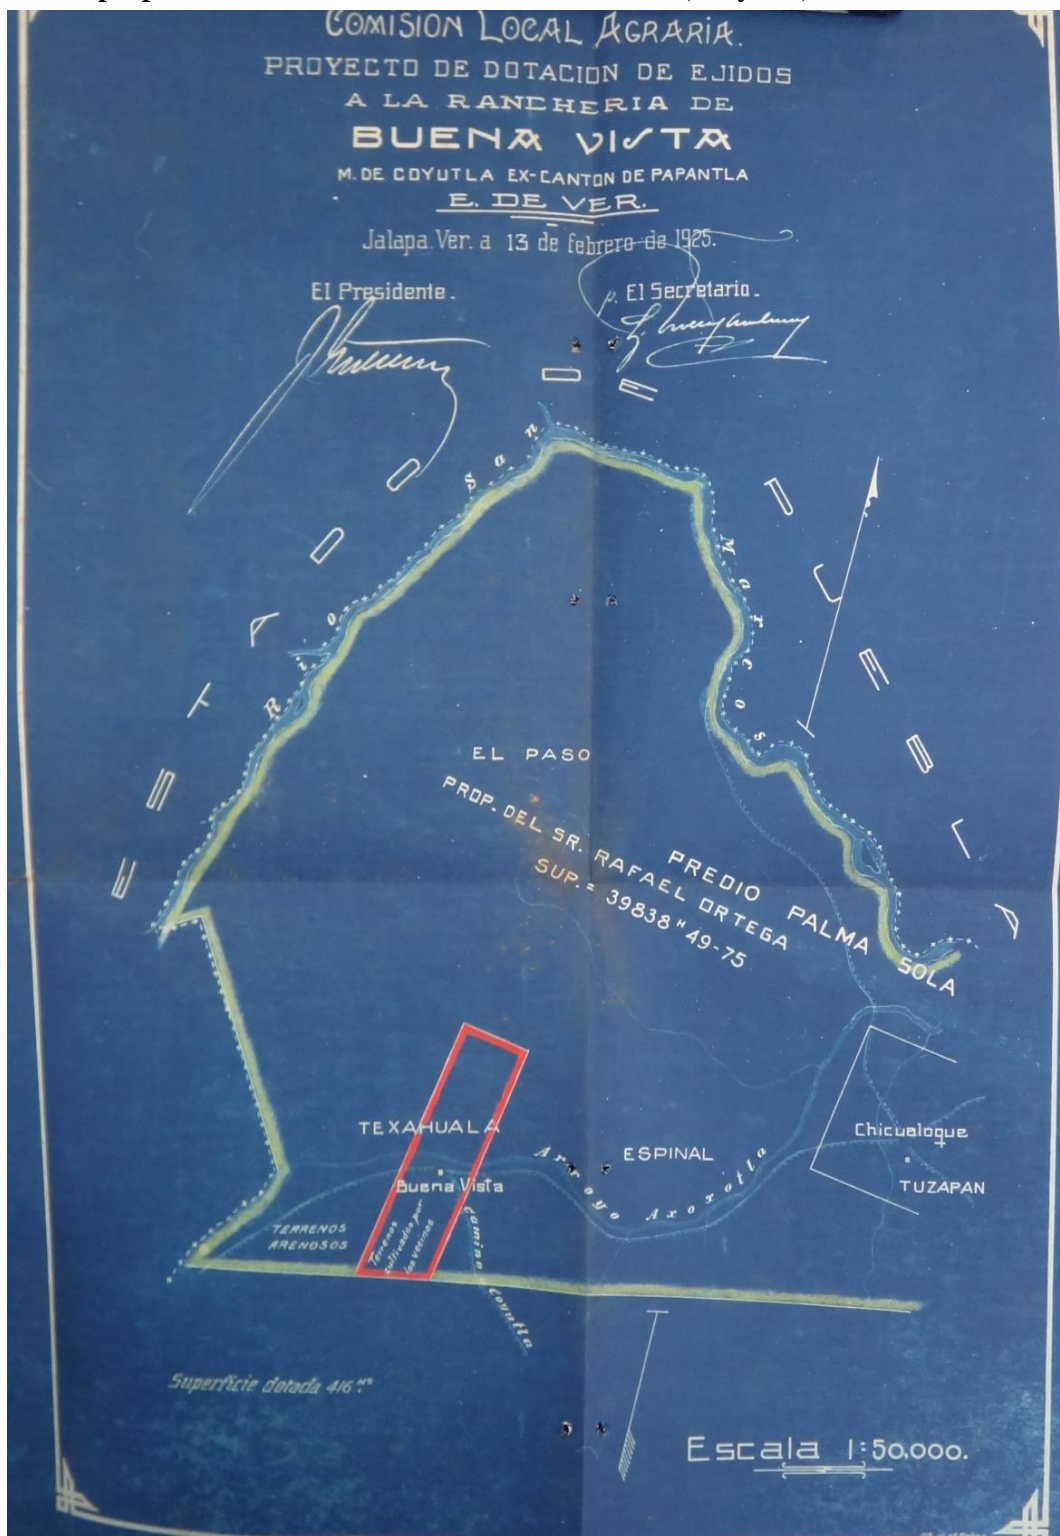 COMISION LOCAL AGRARIA.
PROYECTO DE DOTACION DE EJIDOS
A LA RANCHERIA DE
BUENA VISTA
M. DE COYUTLA EX-CANTON DE PAPANTLA
E. DE VER.
Jalapa. Ver. a 13 de febrero de 1925.
El Presidente.
p. El Secretario.
ESTADO DE PUEBLA
Rio San Marcos
EL PASO
PROP. DEL SR. RAFAEL ORTEGA
SUP. = 39838 H 49-75
PREDIO PALMA SOLA
TEXAHUALA
ESPINAL
Chicualoque
Arroyo Axoxotla
Buena Vista
TUZAPAN
TERRENOS
ARENOSOS
Terrenos
cultivados por
los vecinos
Camino Coyutla
Superficie dotada 416 Hs.
Escala 1:50,000.